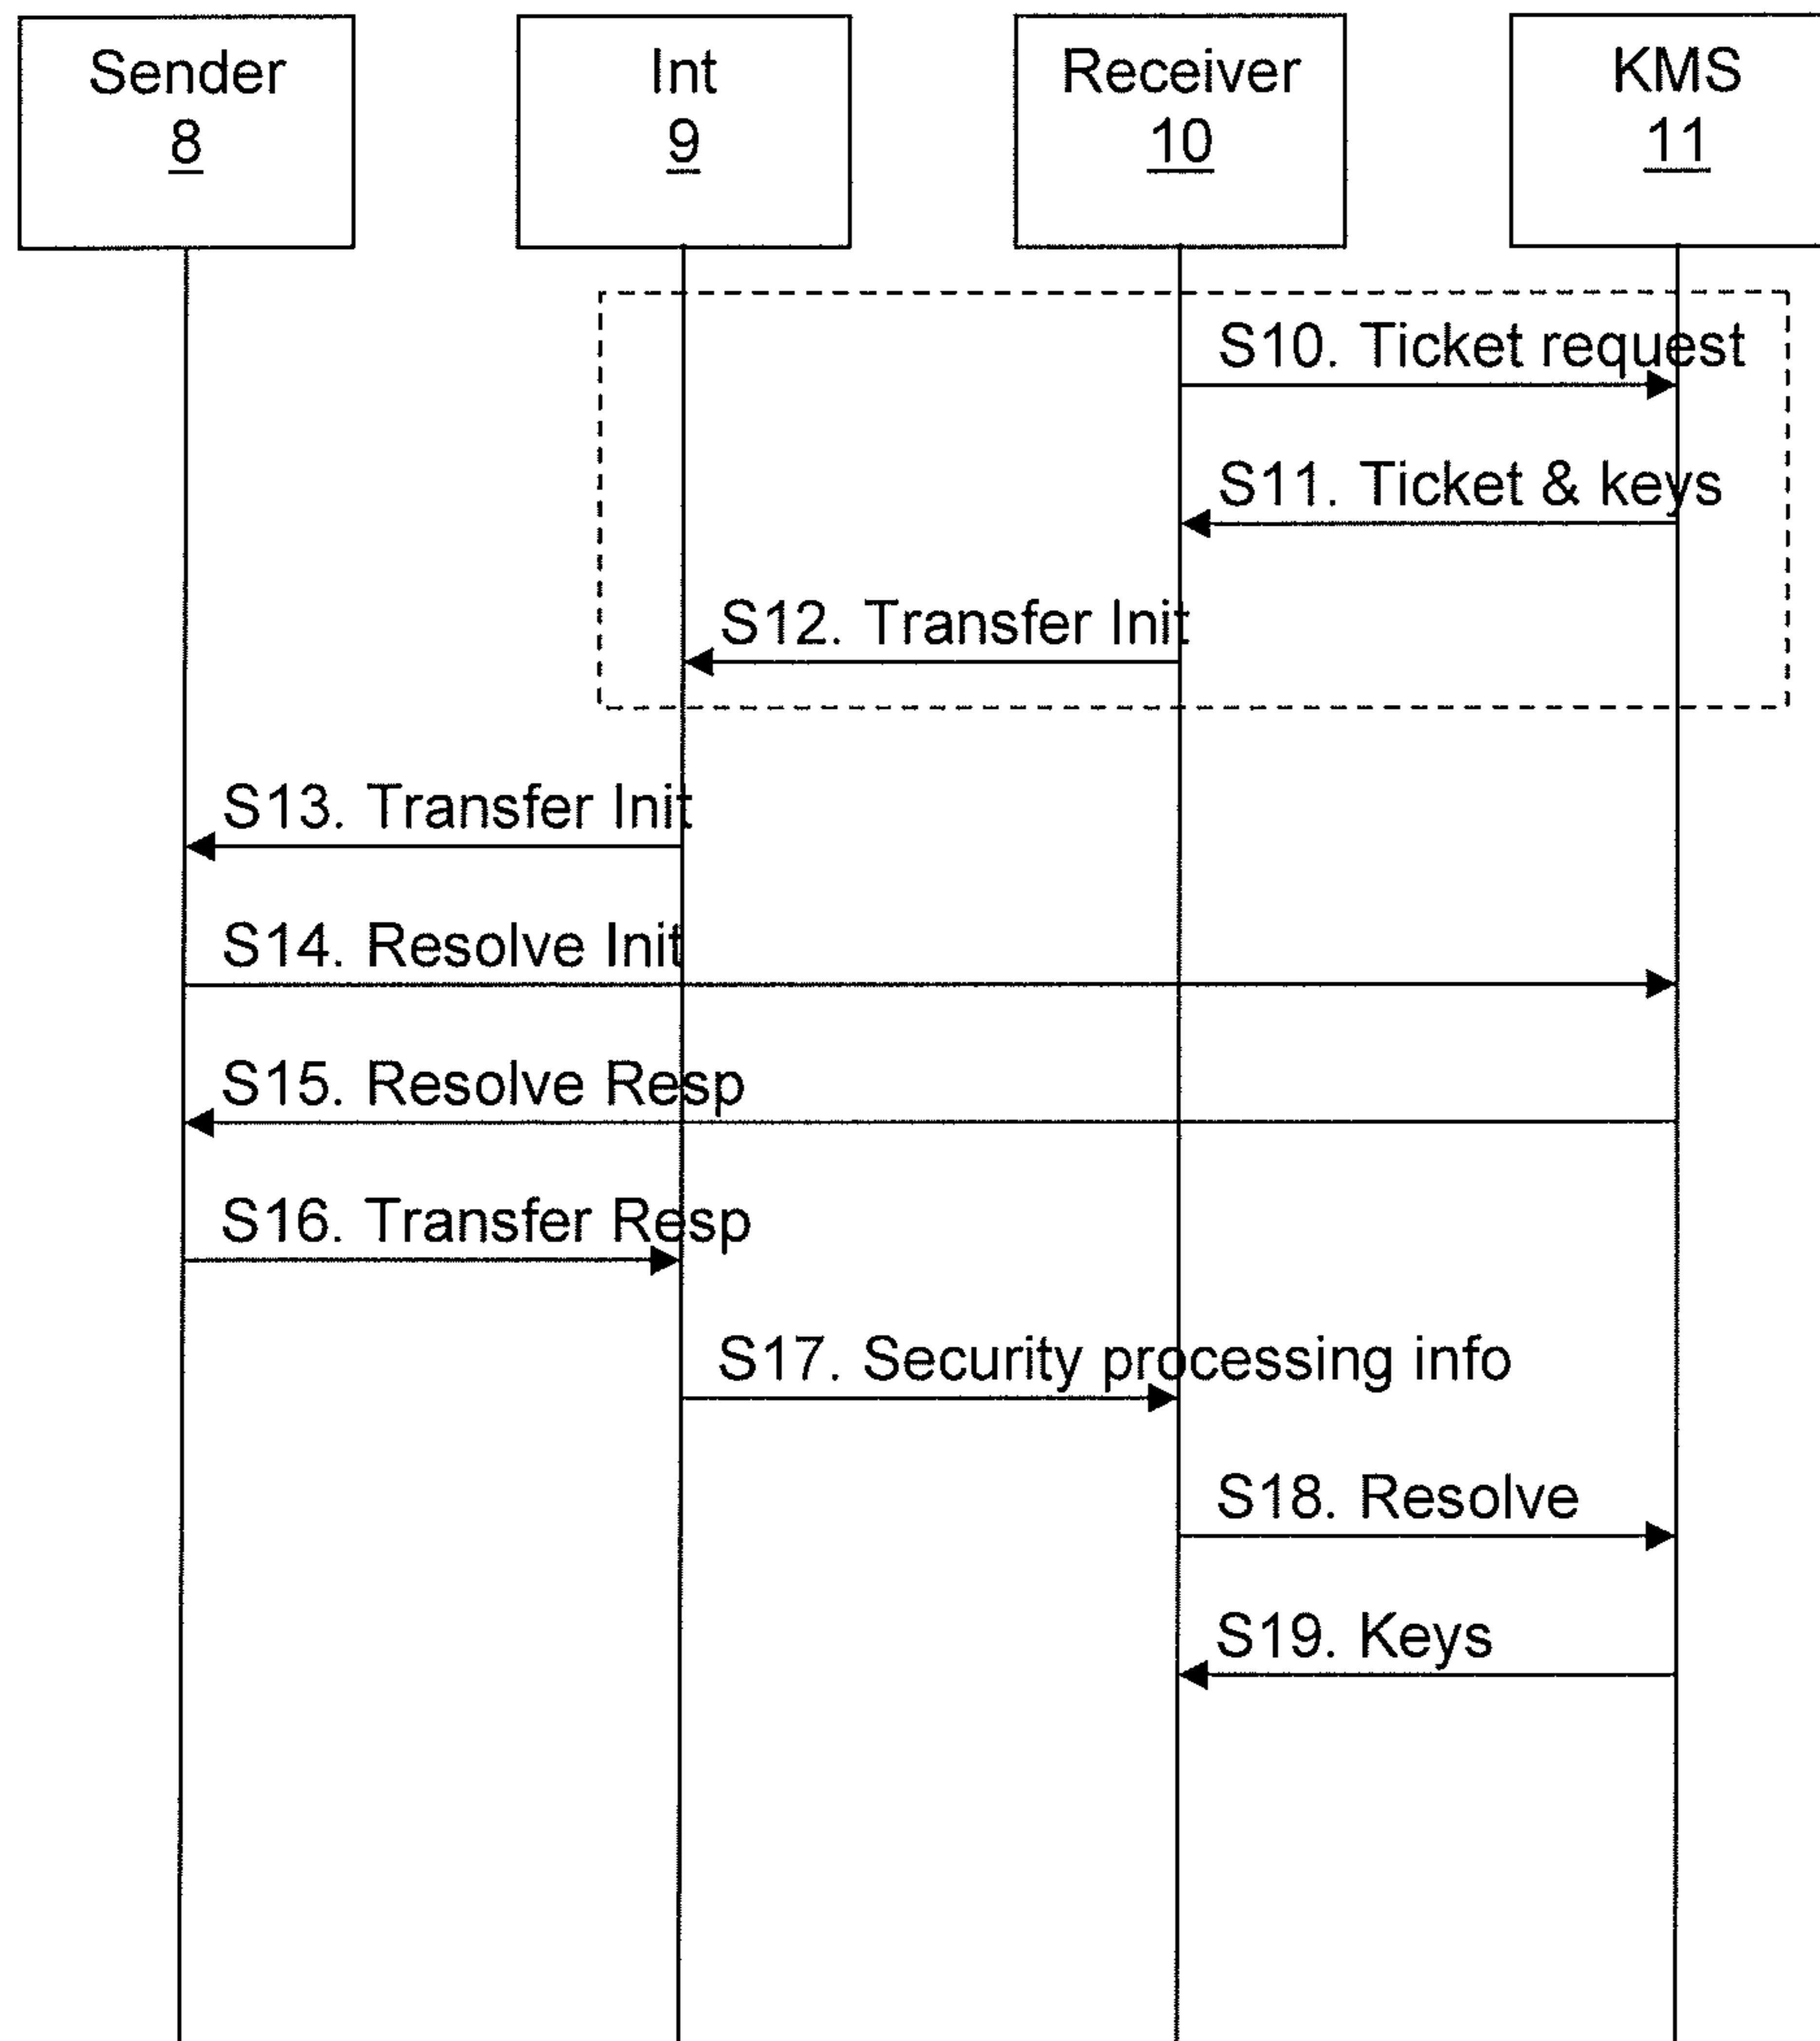 Sender
8
Int
9
Receiver
10
KMS
11
S10. Ticket request
S11. Ticket & keys
S12. Transfer Init
S13. Transfer Init
S14. Resolve Init
S15. Resolve Resp
S16. Transfer Resp
S17. Security processing info
S18. Resolve
S19. Keys